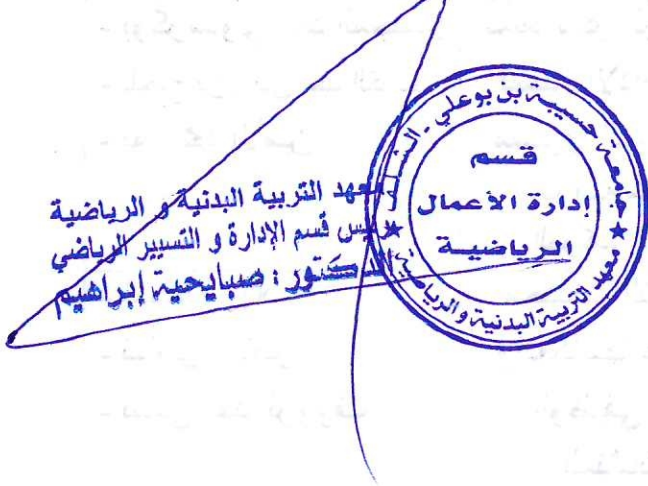 معهد التربية البدنية و الرياضية
رئيس قسم الإدارة و التسيير الرياضي
الدكتور : صبايحية إبراهيم
جامعة حسيبة بن بوعلي - الشلف
قسم
إدارة الأعمال
الرياضية
معهد التربية البدنية والرياضية